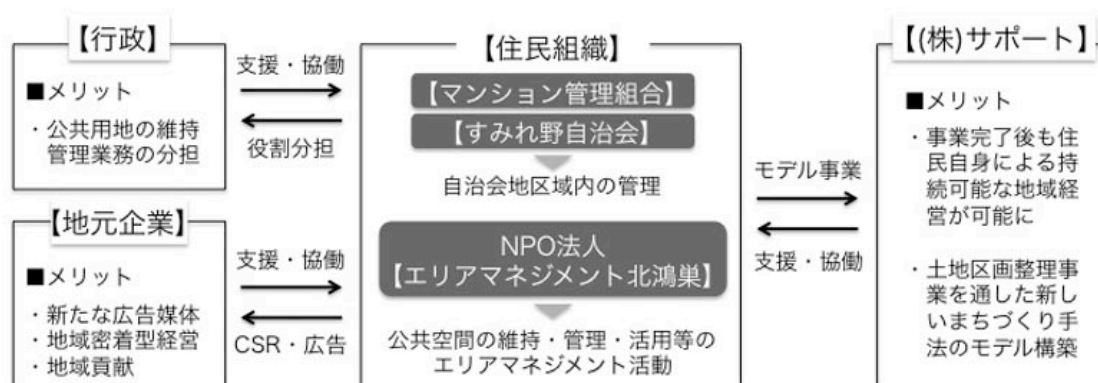 【行政】
■メリット
・公共用地の維持
管理業務の分担
支援・協働
役割分担
【地元企業】
■メリット
・新たな広告媒体
・地域密着型経営
・地域貢献
支援・協働
CSR・広告
【住民組織】
【マンション管理組合】
【すみれ野自治会】
自治会地区域内の管理
NPO法人
【エリアマネジメント北鴻巣】
公共空間の維持・管理・活用等の
エリアマネジメント活動
モデル事業
支援・協働
【(株)サポート】
■メリット
・事業完了後も住
民自身による持
続可能な地域経
営が可能に
・土地区画整理事
業を通した新し
いまちづくり手
法のモデル構築